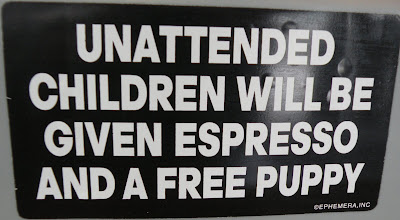 UNATTENDED
CHILDREN WILL BE
GIVEN ESPRESSO
AND A FREE PUPPY
©EPHEMERA,INC